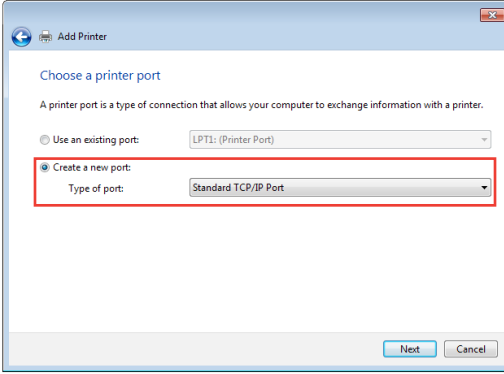 Add Printer
Choose a printer port
A printer port is a type of connection that allows your computer to exchange information with a printer.
Use an existing port: LPT1: (Printer Port)
Create a new port:
Type of port: Standard TCP/IP Port
Next Cancel